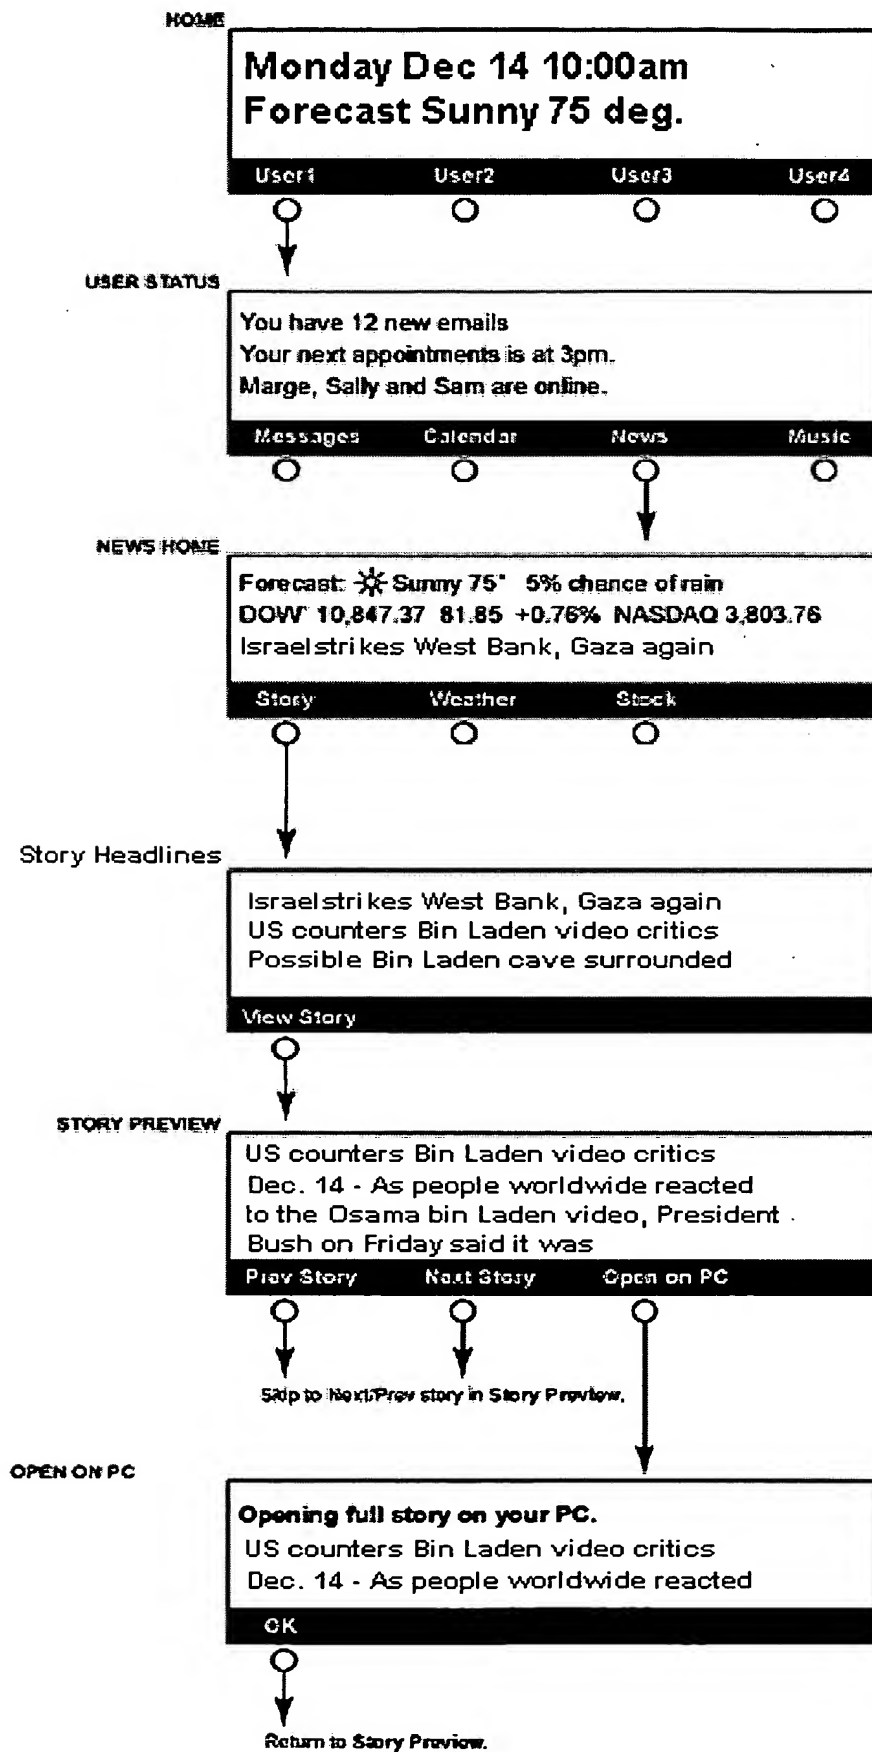 HOME
Monday Dec 14 10:00am
Forecast Sunny 75 deg.
User1 User2 User3 User4
USER STATUS
You have 12 new emails
Your next appointments is at 3pm.
Marge, Sally and Sam are online.
Messages Calendar News Music
NEWS HOME
Forecast: Sunny 75° 5% chance of rain
DOW 10,847.37 81.85 +0.76% NASDAQ 3,803.76
Israel strikes West Bank, Gaza again
Story Weather Stock
Story Headlines
Israel strikes West Bank, Gaza again
US counters Bin Laden video critics
Possible Bin Laden cave surrounded
View Story
STORY PREVIEW
US counters Bin Laden video critics
Dec. 14 - As people worldwide reacted
to the Osama bin Laden video, President
Bush on Friday said it was
Prev Story Next Story Open on PC
Skip to Next/Prev story in Story Preview.
OPEN ON PC
Opening full story on your PC.
US counters Bin Laden video critics
Dec. 14 - As people worldwide reacted
OK
Return to Story Preview.